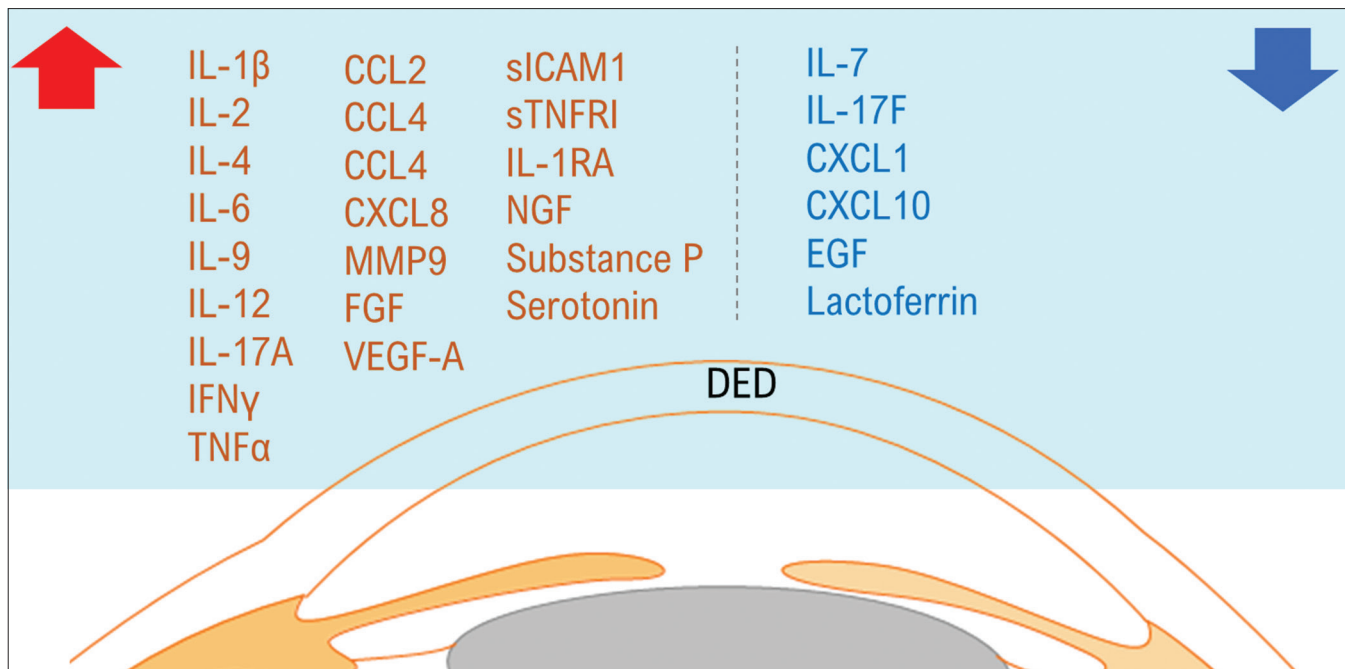 IL-1β
IL-2
IL-4
IL-6
IL-9
IL-12
IL-17A
IFNγ
TNFα
CCL2
CCL4
CCL4
CXCL8
MMP9
FGF
VEGF-A
sICAM1
sTNFRI
IL-1RA
NGF
Substance P
Serotonin
IL-7
IL-17F
CXCL1
CXCL10
EGF
Lactoferrin
DED